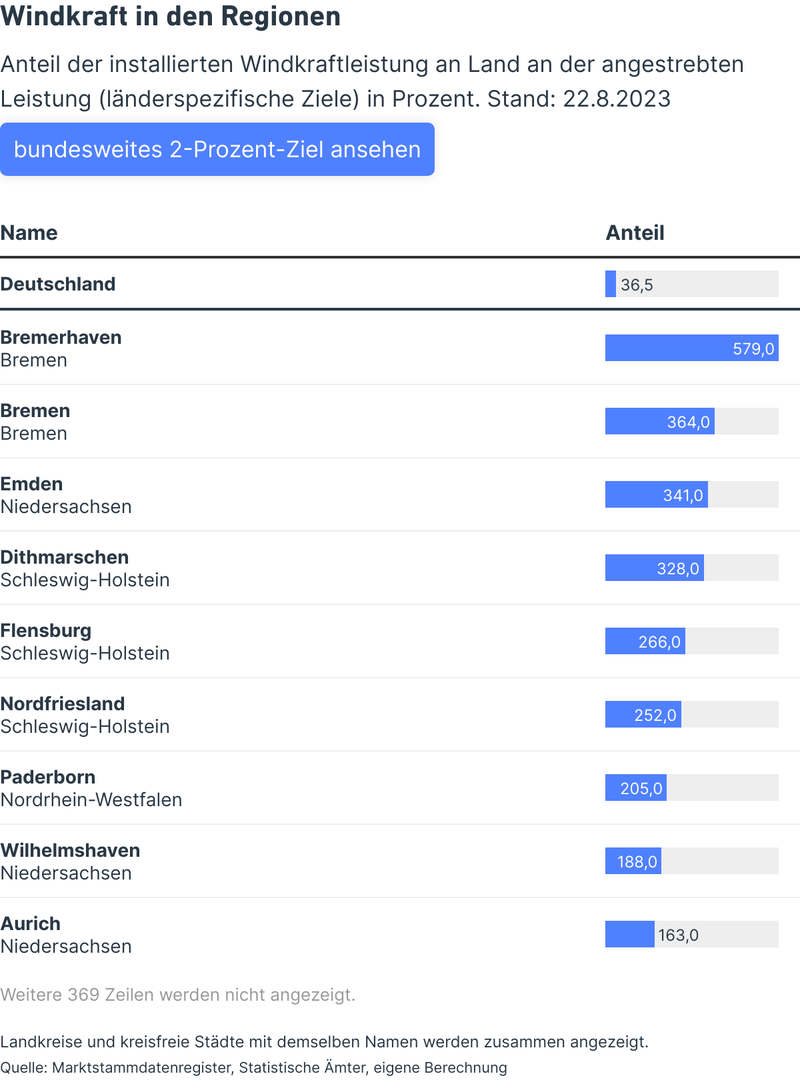 Windkraft in den Regionen
Anteil der installierten Windkraftleistung an Land an der angestrebten
Leistung (länderspezifische Ziele) in Prozent. Stand: 22.8.2023
bundesweites 2-Prozent-Ziel ansehen
Name Anteil
Deutschland 36,5
Bremerhaven
Bremen
579,0
Bremen
Bremen
364,0
Emden
Niedersachsen
341,0
Dithmarschen
Schleswig-Holstein
328,0
Flensburg
Schleswig-Holstein
266,0
Nordfriesland
Schleswig-Holstein
252,0
Paderborn
Nordrhein-Westfalen
205,0
Wilhelmshaven
Niedersachsen
188,0
Aurich
Niedersachsen
163,0
Weitere 369 Zeilen werden nicht angezeigt.
Landkreise und kreisfreie Städte mit demselben Namen werden zusammen angezeigt.
Quelle: Marktstammdatenregister, Statistische Ämter, eigene Berechnung